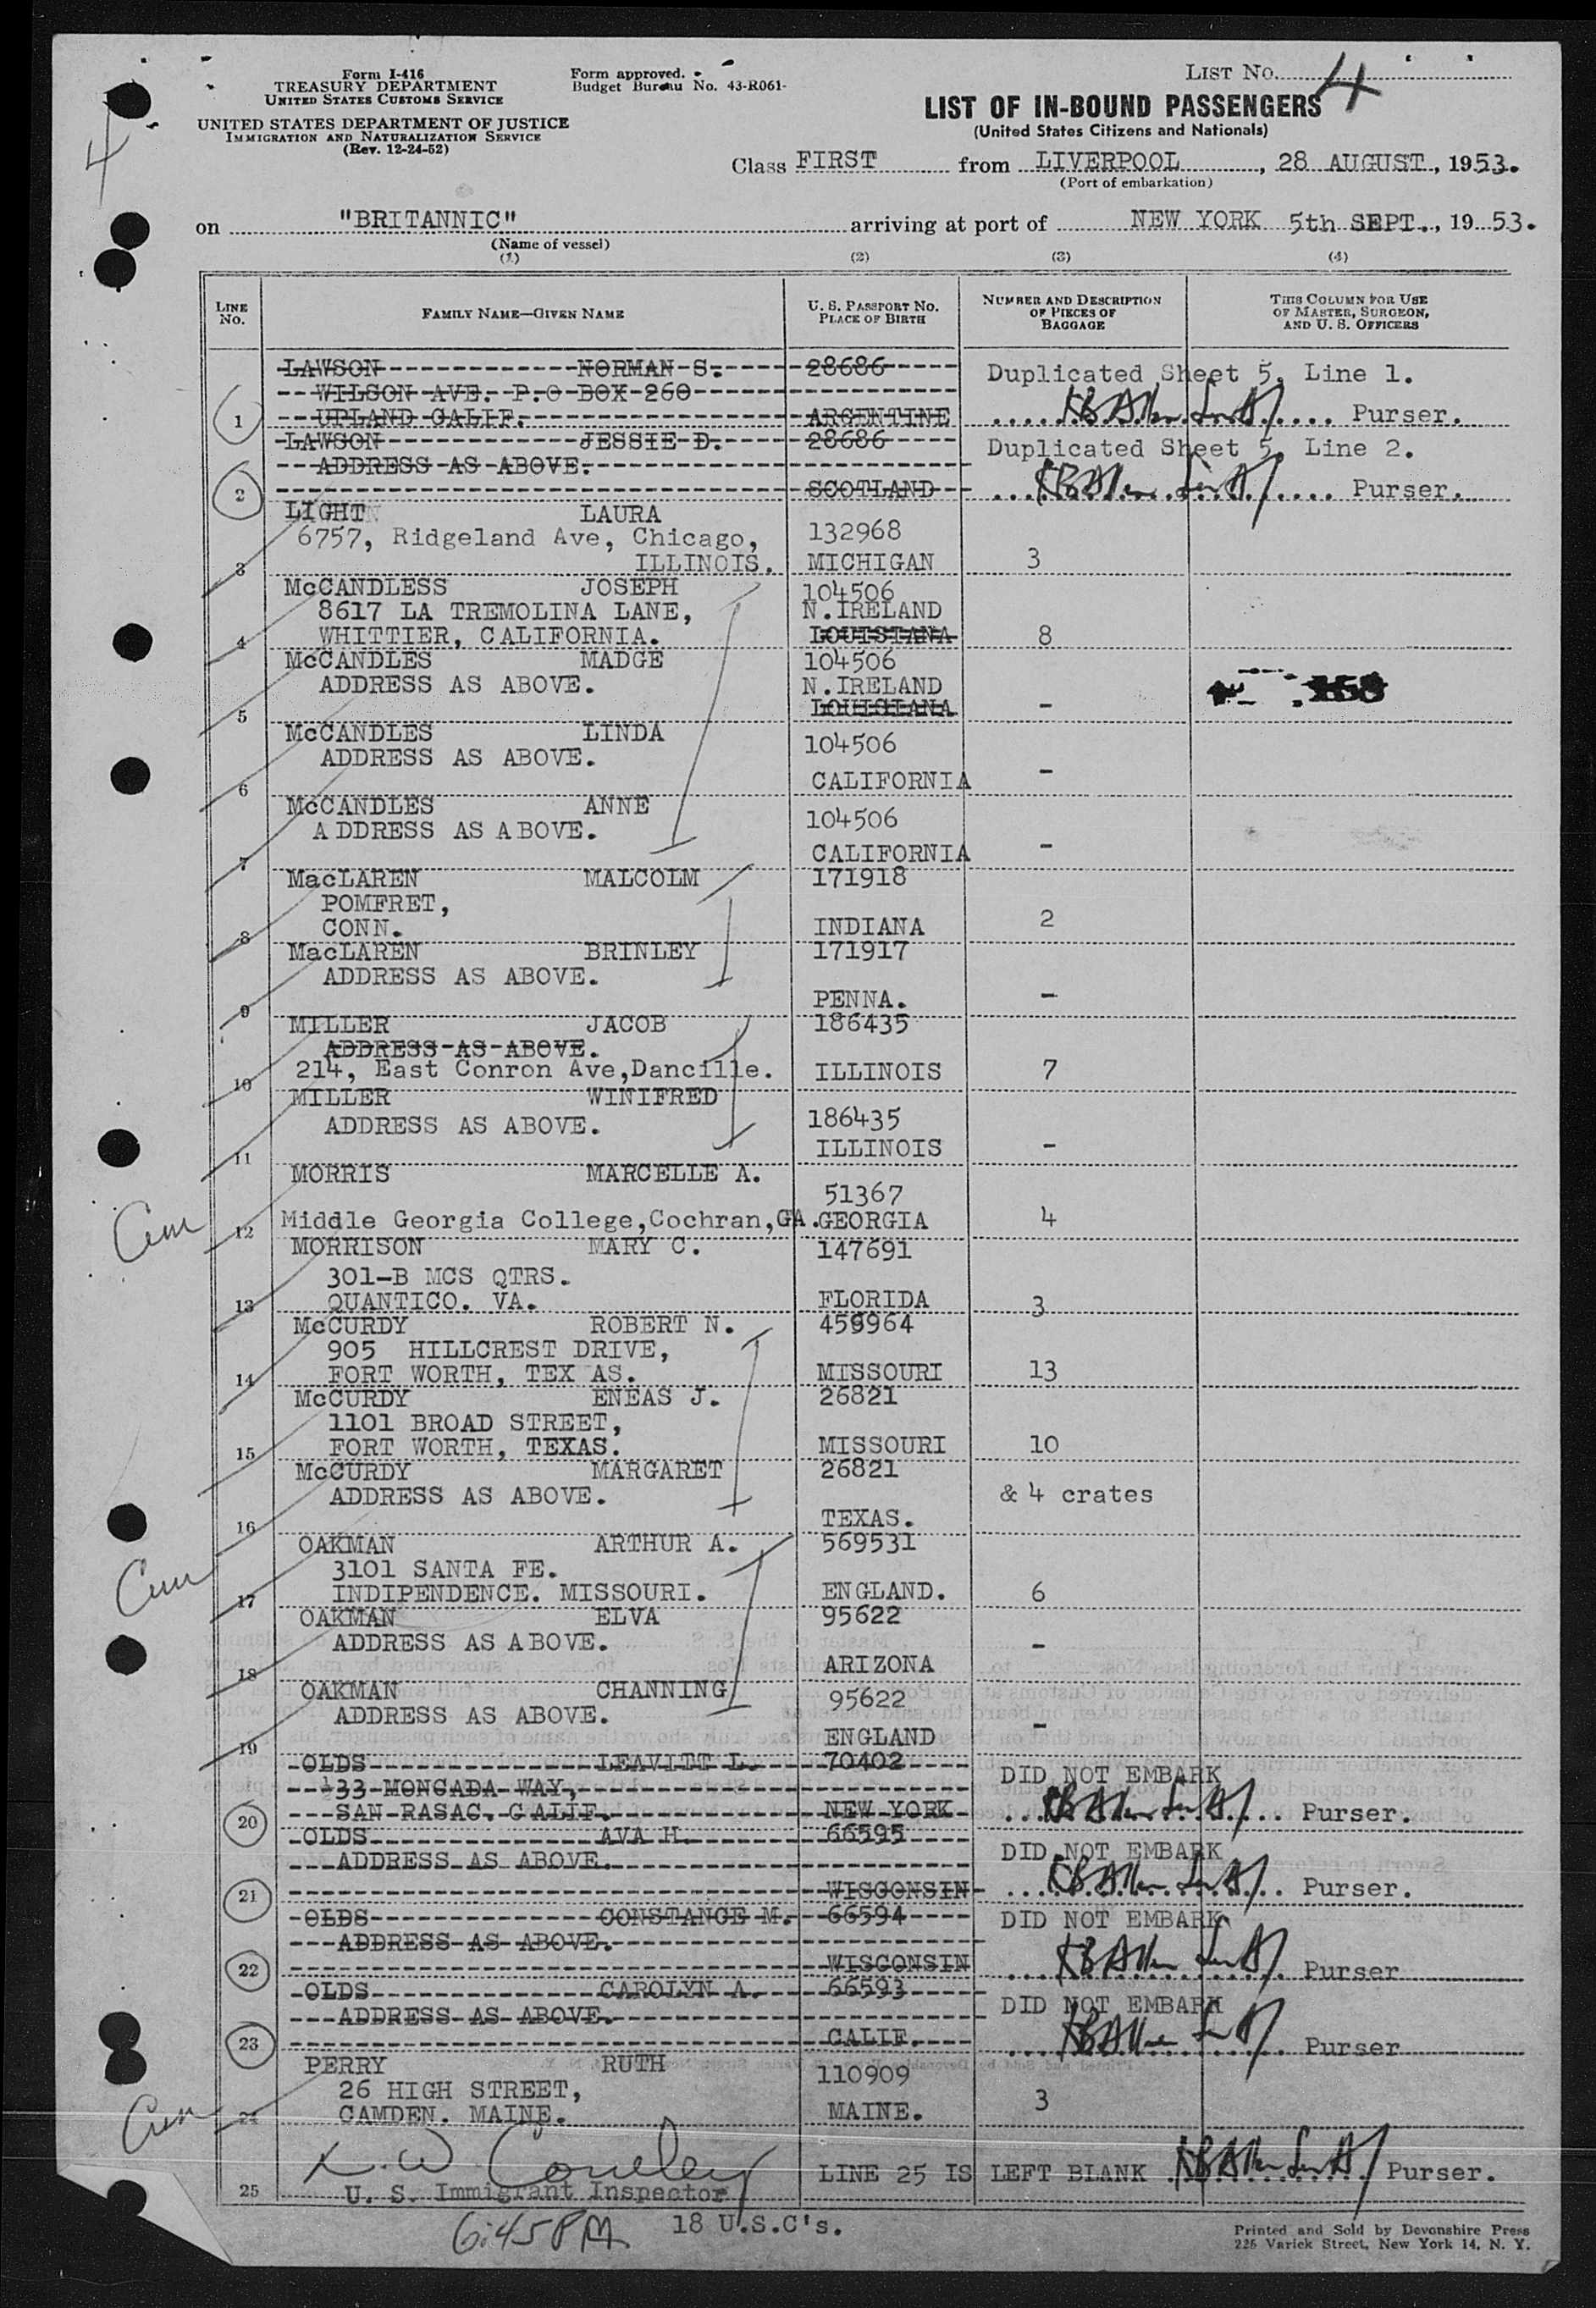 Form I-416
TREASURY DEPARTMENT
UNITED STATES CUSTOMS SERVICE
UNITED STATES DEPARTMENT OF JUSTICE
IMMIGRATION AND NATURALIZATION SERVICE
(Rev. 12-24-52)
Form approved.
Budget Bureau No. 43-R061-
LIST NO. 4
4
LIST OF IN-BOUND PASSENGERS
(United States Citizens and Nationals)
Class FIRST from LIVERPOOL, 28 AUGUST, 1953.
(Port of embarkation)
on "BRITANNIC" arriving at port of NEW YORK 5th SEPT., 1953.
(Name of vessel)
(1) (2) (3) (4)
LINE NO. FAMILY NAME—GIVEN NAME U. S. PASSPORT NO. PLACE OF BIRTH NUMBER AND DESCRIPTION OF PIECES OF BAGGAGE THIS COLUMN FOR USE OF MASTER, SURGEON, AND U. S. OFFICERS
LAWSON NORMAN S. 28686 Duplicated Sheet 5, Line 1.
WILSON AVE. P.O BOX 260
1 UPLAND CALIF. ARGENTINE Purser.
LAWSON JESSIE D. 28686 Duplicated Sheet 5, Line 2.
ADDRESS AS ABOVE.
2 SCOTLAND Purser.
LIGHT LAURA
6757, Ridgeland Ave, Chicago, 132968
3 ILLINOIS. MICHIGAN 3
McCANDLESS JOSEPH 104506
8617 LA TREMOLINA LANE, N.IRELAND
4 WHITTIER, CALIFORNIA. LOUISIANA 8
McCANDLES MADGE 104506
ADDRESS AS ABOVE. N.IRELAND
5 LOUISIANA -
McCANDLES LINDA 104506
ADDRESS AS ABOVE.
6 CALIFORNIA -
McCANDLES ANNE 104506
A DDRESS AS ABOVE.
7 CALIFORNIA -
MacLAREN MALCOLM 171918
POMFRET,
8 CONN. INDIANA 2
MacLAREN BRINLEY 171917
ADDRESS AS ABOVE.
9 PENNA. -
MILLER JACOB 186435
ADDRESS AS ABOVE.
10 214, East Conron Ave,Dancille. ILLINOIS 7
MILLER WINIFRED
ADDRESS AS ABOVE. 186435
11 ILLINOIS -
MORRIS MARCELLE A.
51367
12 Middle Georgia College,Cochran,GA. GEORGIA 4
MORRISON MARY C. 147691
301-B MCS QTRS.
13 QUANTICO. VA. FLORIDA 3
McCURDY ROBERT N. 459964
905 HILLCREST DRIVE,
14 FORT WORTH, TEX AS. MISSOURI 13
McCURDY ENEAS J. 26821
1101 BROAD STREET,
15 FORT WORTH, TEXAS. MISSOURI 10
McCURDY MARGARET 26821
ADDRESS AS ABOVE. & 4 crates
16 TEXAS.
OAKMAN ARTHUR A. 569531
3101 SANTA FE.
17 INDIPENDENCE. MISSOURI. ENGLAND. 6
OAKMAN ELVA 95622
ADDRESS AS ABOVE. -
18 ARIZONA
OAKMAN CHANNING 95622
ADDRESS AS ABOVE.
19 ENGLAND -
OLDS LEAVITT L. 70402 DID NOT EMBARK
33 MONCADA WAY,
20 SAN RASAC. CALIF. NEW YORK Purser.
OLDS AVA H. 66595 DID NOT EMBARK
ADDRESS AS ABOVE.
21 WISCONSIN Purser.
OLDS CONSTANCE M. 66594 DID NOT EMBARK
ADDRESS AS ABOVE.
22 WISCONSIN Purser
OLDS CAROLYN A. 66593 DID NOT EMBARK
ADDRESS AS ABOVE.
23 CALIF. Purser
PERRY RUTH 110909
26 HIGH STREET,
24 CAMDEN. MAINE. MAINE. 3
LINE 25 IS LEFT BLANK Purser.
25 U. S. Immigrant Inspector
6:45 PM 18 U.S.C's.
Printed and Sold by Devonshire Press
225 Varick Street, New York 14, N. Y.